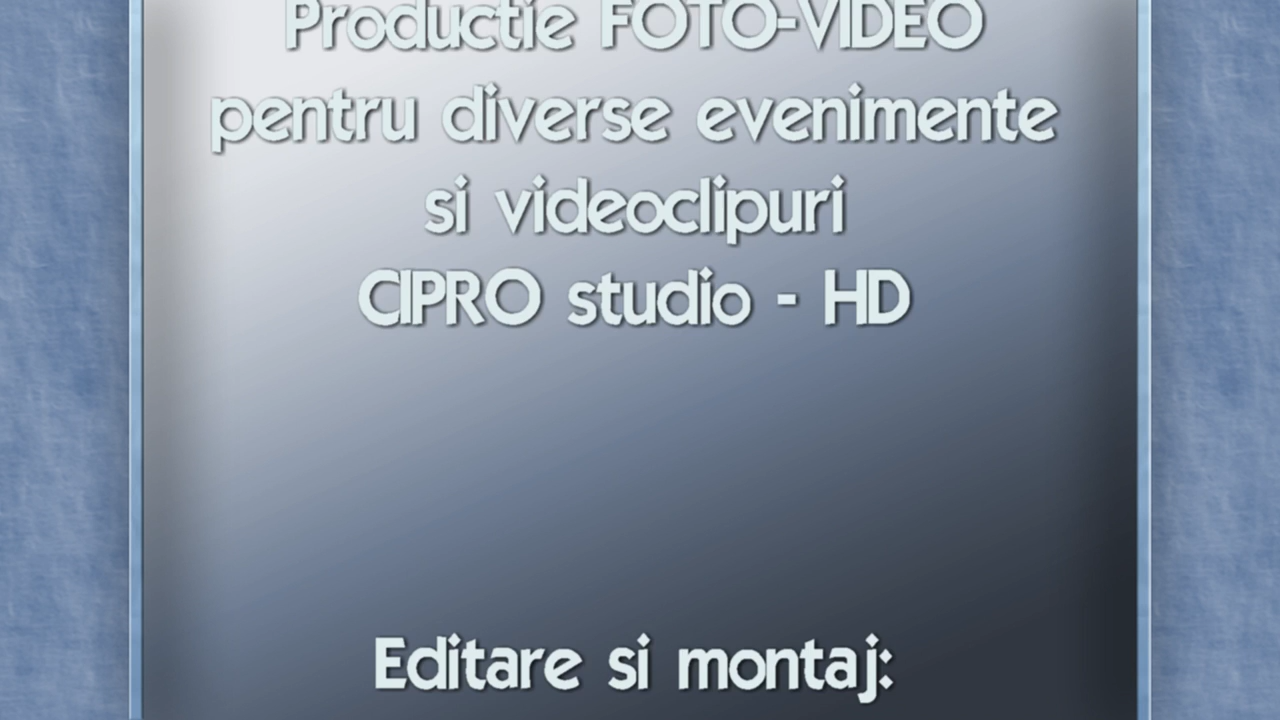 Productie FOTO-VIDEO
pentru diverse evenimente
si videoclipuri
CIPRO studio - HD
Editare si montaj: